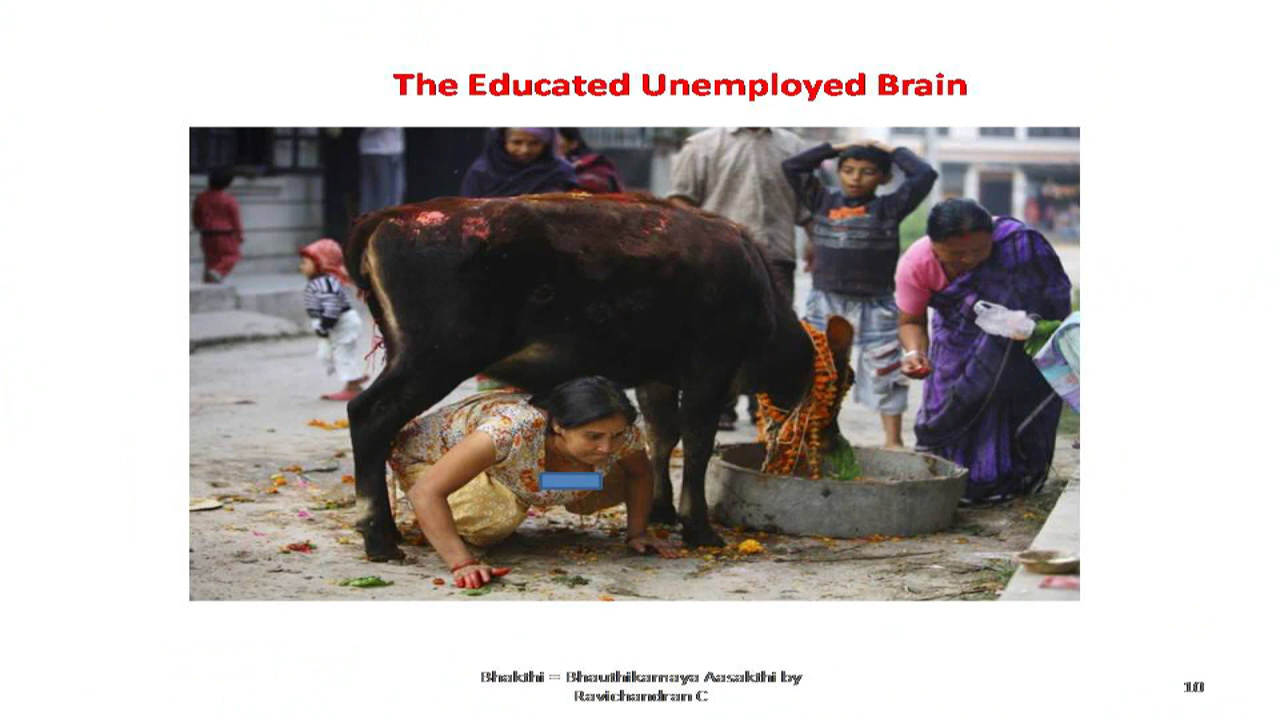 The Educated Unemployed Brain
Bhakthi = Bhauthikamaya Aasakthi by
Ravichandran C
10